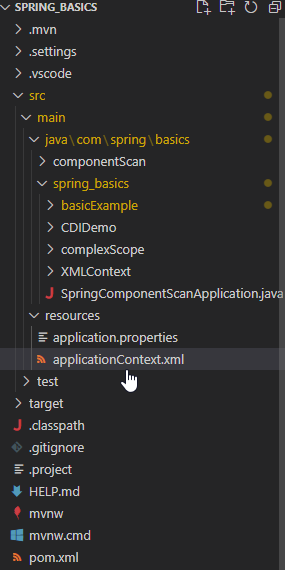 SPRING_BASICS
.mvn
.settings
.vscode
src
main
java\com\spring\basics
componentScan
spring_basics
basicExample
CDIDemo
complexScope
XMLContext
SpringComponentScanApplication.java
resources
application.properties
applicationContext.xml
test
target
.classpath
.gitignore
.project
HELP.md
mvnw
mvnw.cmd
pom.xml